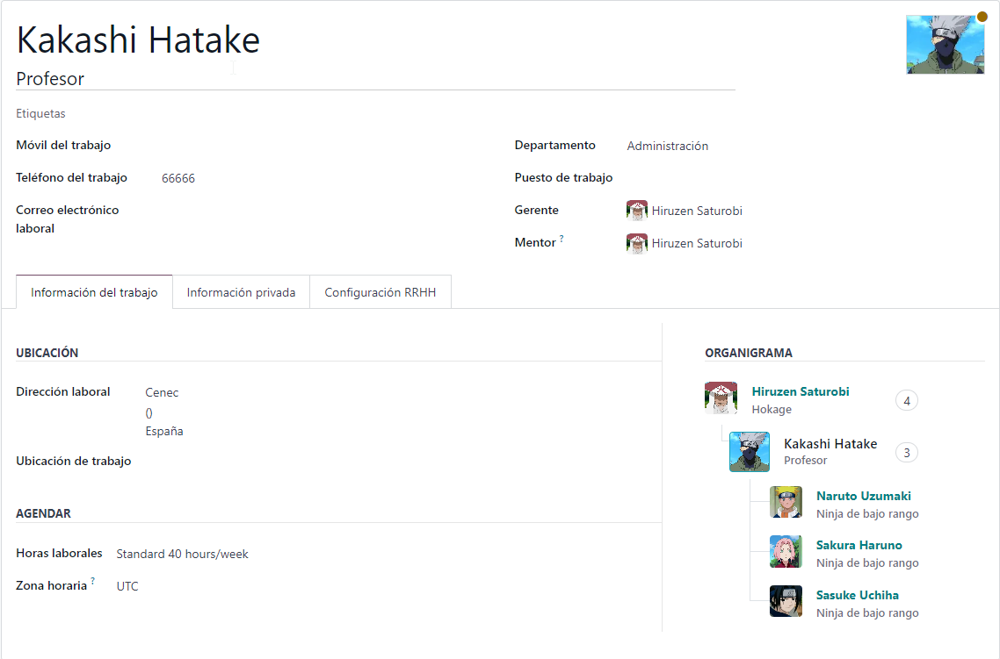 Kakashi Hatake
Profesor
Etiquetas
Móvil del trabajo
Teléfono del trabajo 66666
Correo electrónico
laboral
Departamento Administración
Puesto de trabajo
Gerente Hiruzen Saturobi
Mentor ? Hiruzen Saturobi
Información del trabajo Información privada Configuración RRHH
UBICACIÓN
Dirección laboral Cenec
()
España
Ubicación de trabajo
AGENDAR
Horas laborales Standard 40 hours/week
Zona horaria ? UTC
ORGANIGRAMA
Hiruzen Saturobi 4
Hokage
Kakashi Hatake 3
Profesor
Naruto Uzumaki
Ninja de bajo rango
Sakura Haruno
Ninja de bajo rango
Sasuke Uchiha
Ninja de bajo rango